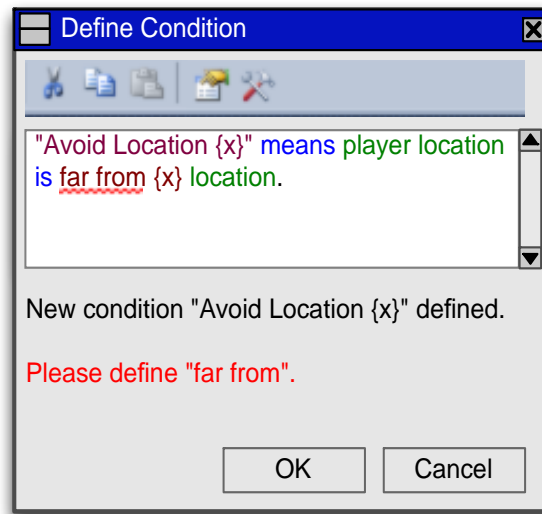 Define Condition
"Avoid Location {x}" means player location
is far from {x} location.
New condition "Avoid Location {x}" defined.
Please define "far from".
OK Cancel